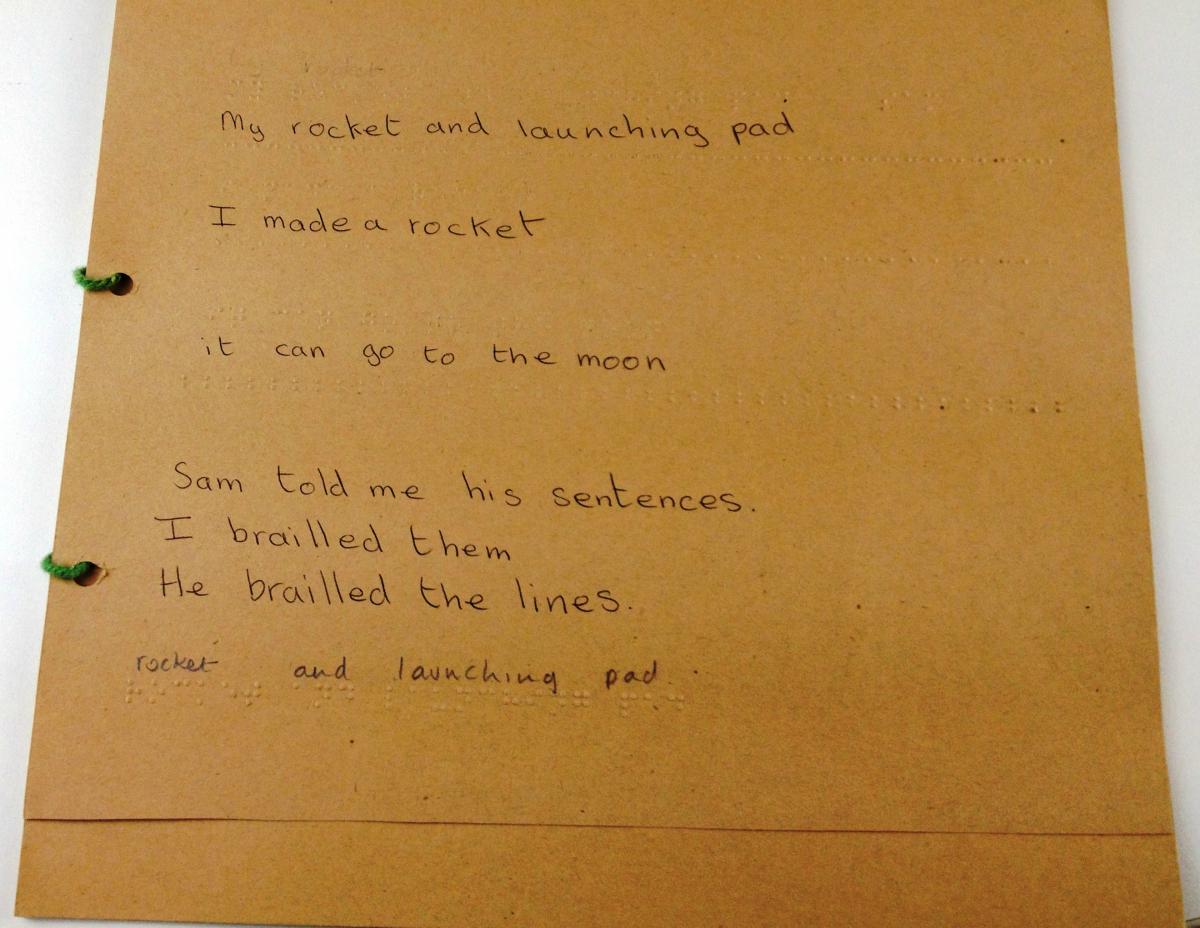 rocket
My rocket and launching pad
I made a rocket
it can go to the moon
Sam told me his sentences.
I brailled them
He brailled the lines.
rocket and launching pad.